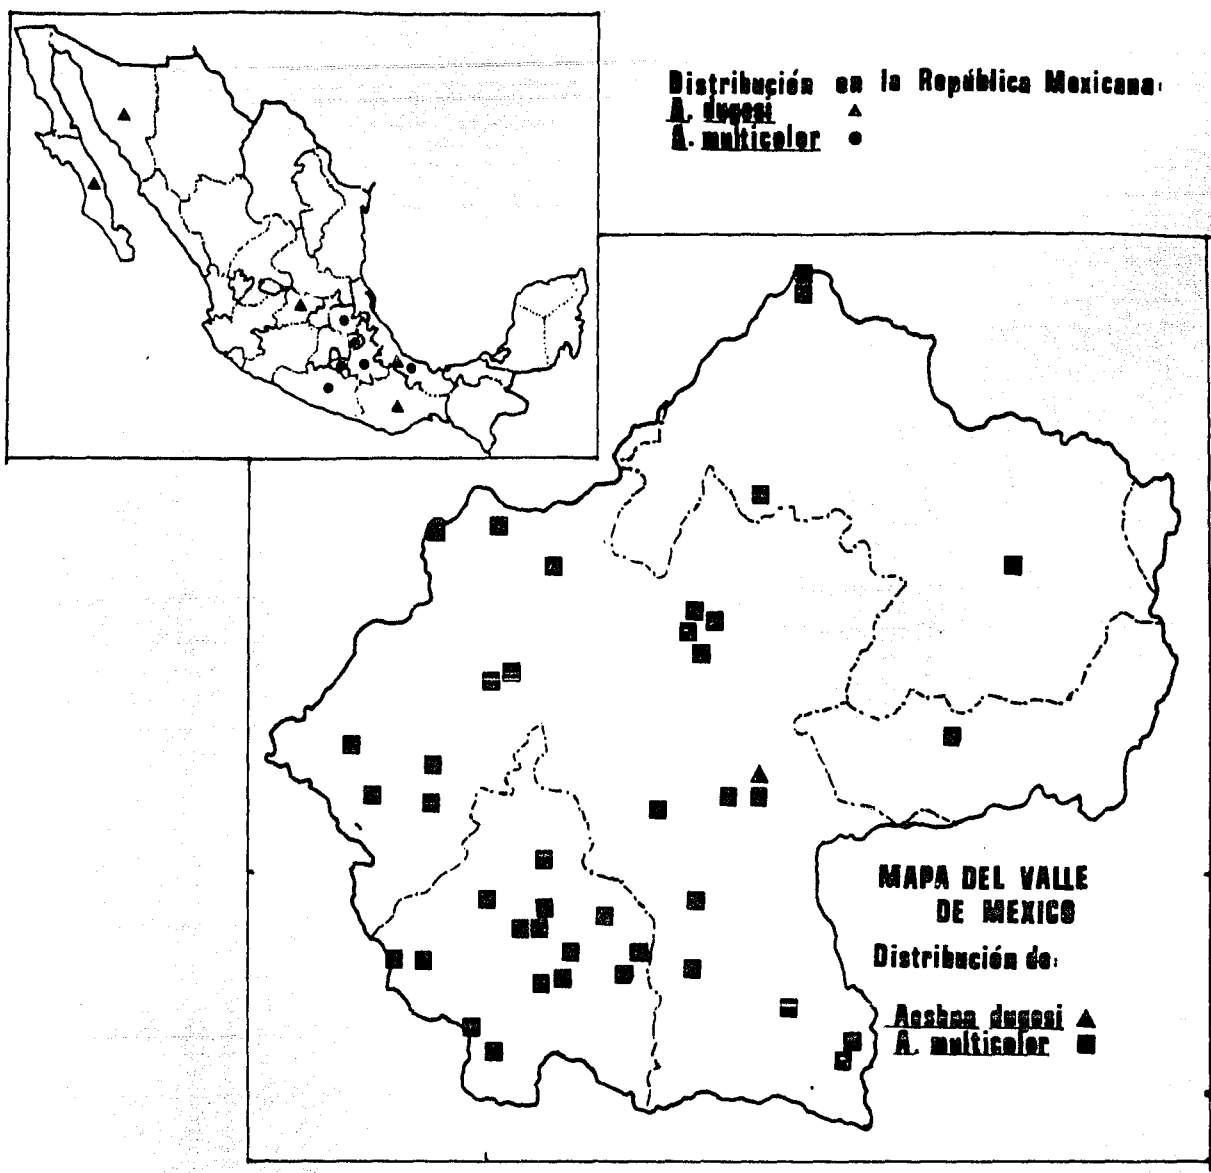 Distribución en la República Mexicana:
A. dugesi
A. multicolor
MAPA DEL VALLE
DE MEXICO
Distribución de:
Aeshna dugesi
A. multicolor